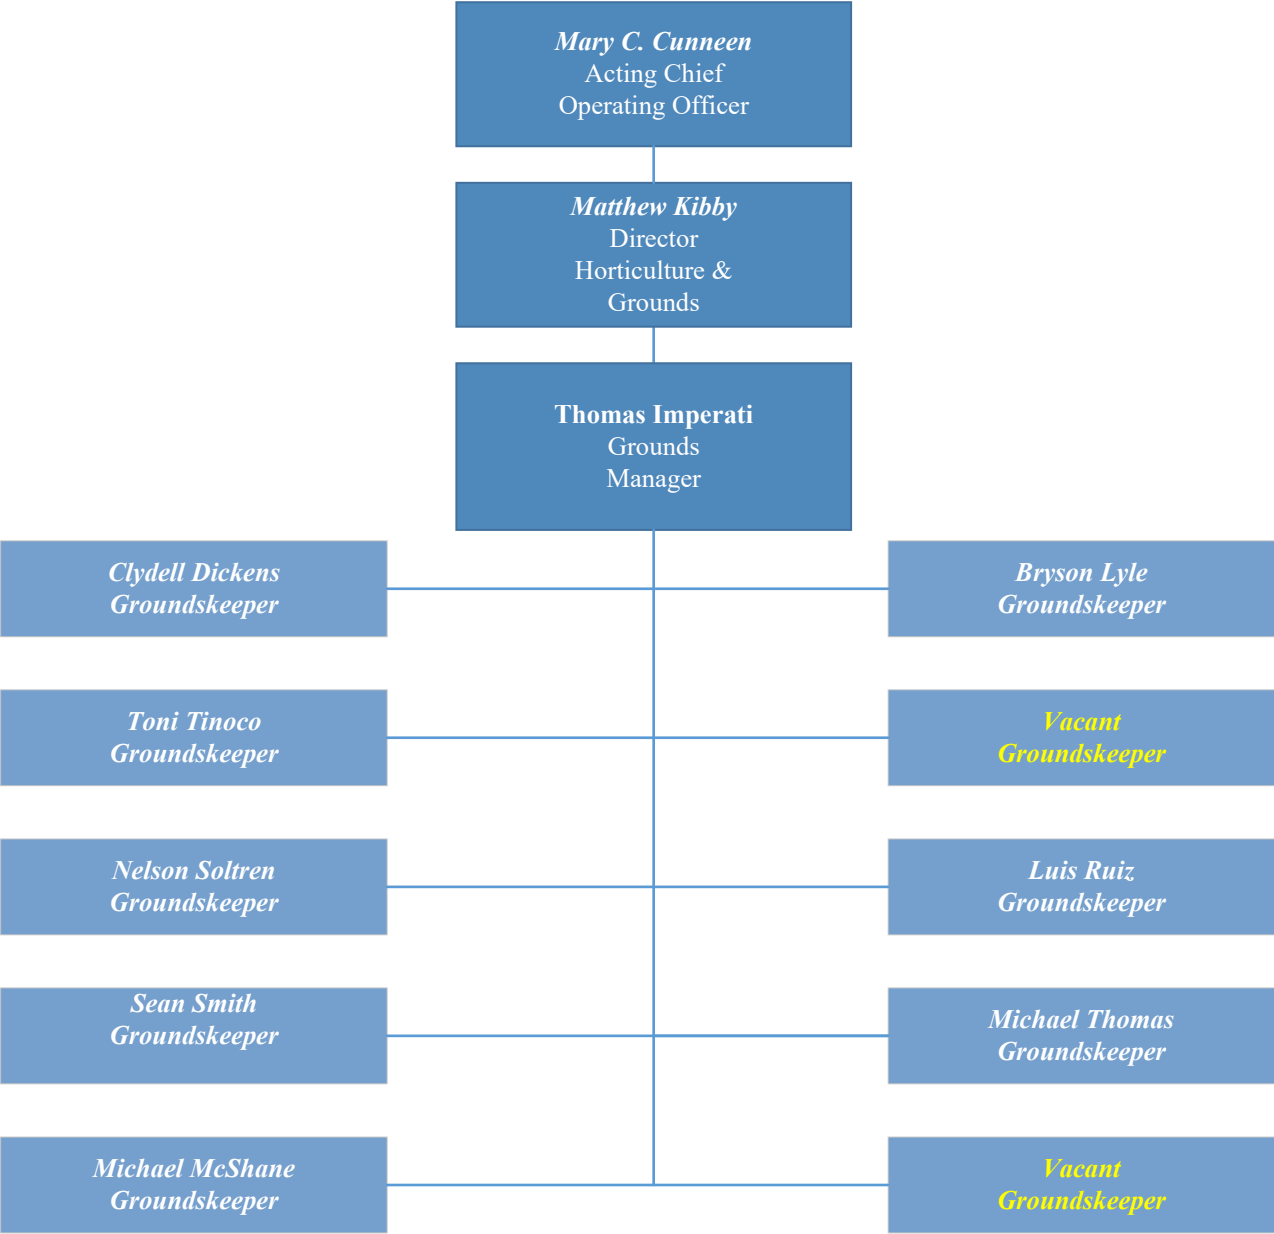 Mary C. Cunneen
Acting Chief
Operating Officer
Matthew Kibby
Director
Horticulture &
Grounds
Thomas Imperati
Grounds
Manager
Clydell Dickens
Groundskeeper
Bryson Lyle
Groundskeeper
Toni Tinoco
Groundskeeper
Vacant
Groundskeeper
Nelson Soltren
Groundskeeper
Luis Ruiz
Groundskeeper
Sean Smith
Groundskeeper
Michael Thomas
Groundskeeper
Michael McShane
Groundskeeper
Vacant
Groundskeeper